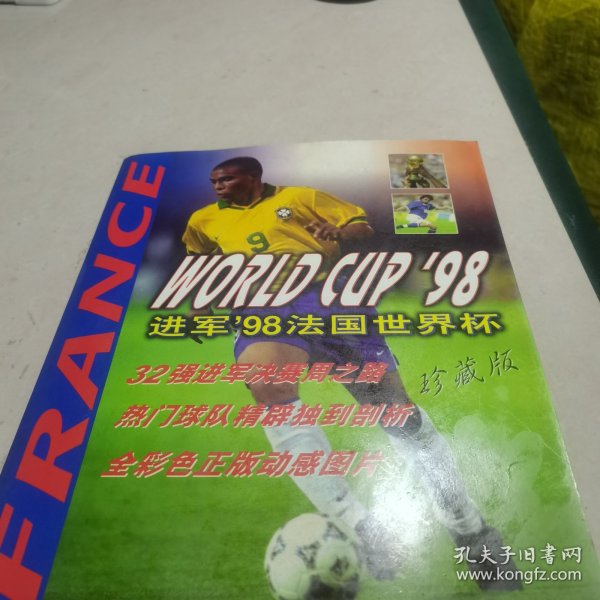 FRANCE
9
WORLD CUP '98
进军'98法国世界杯
32强进军决赛周之路
珍藏版
热门球队精辟独到剖析
全彩色正版动感图片
孔夫子旧书网
www.kongfz.com